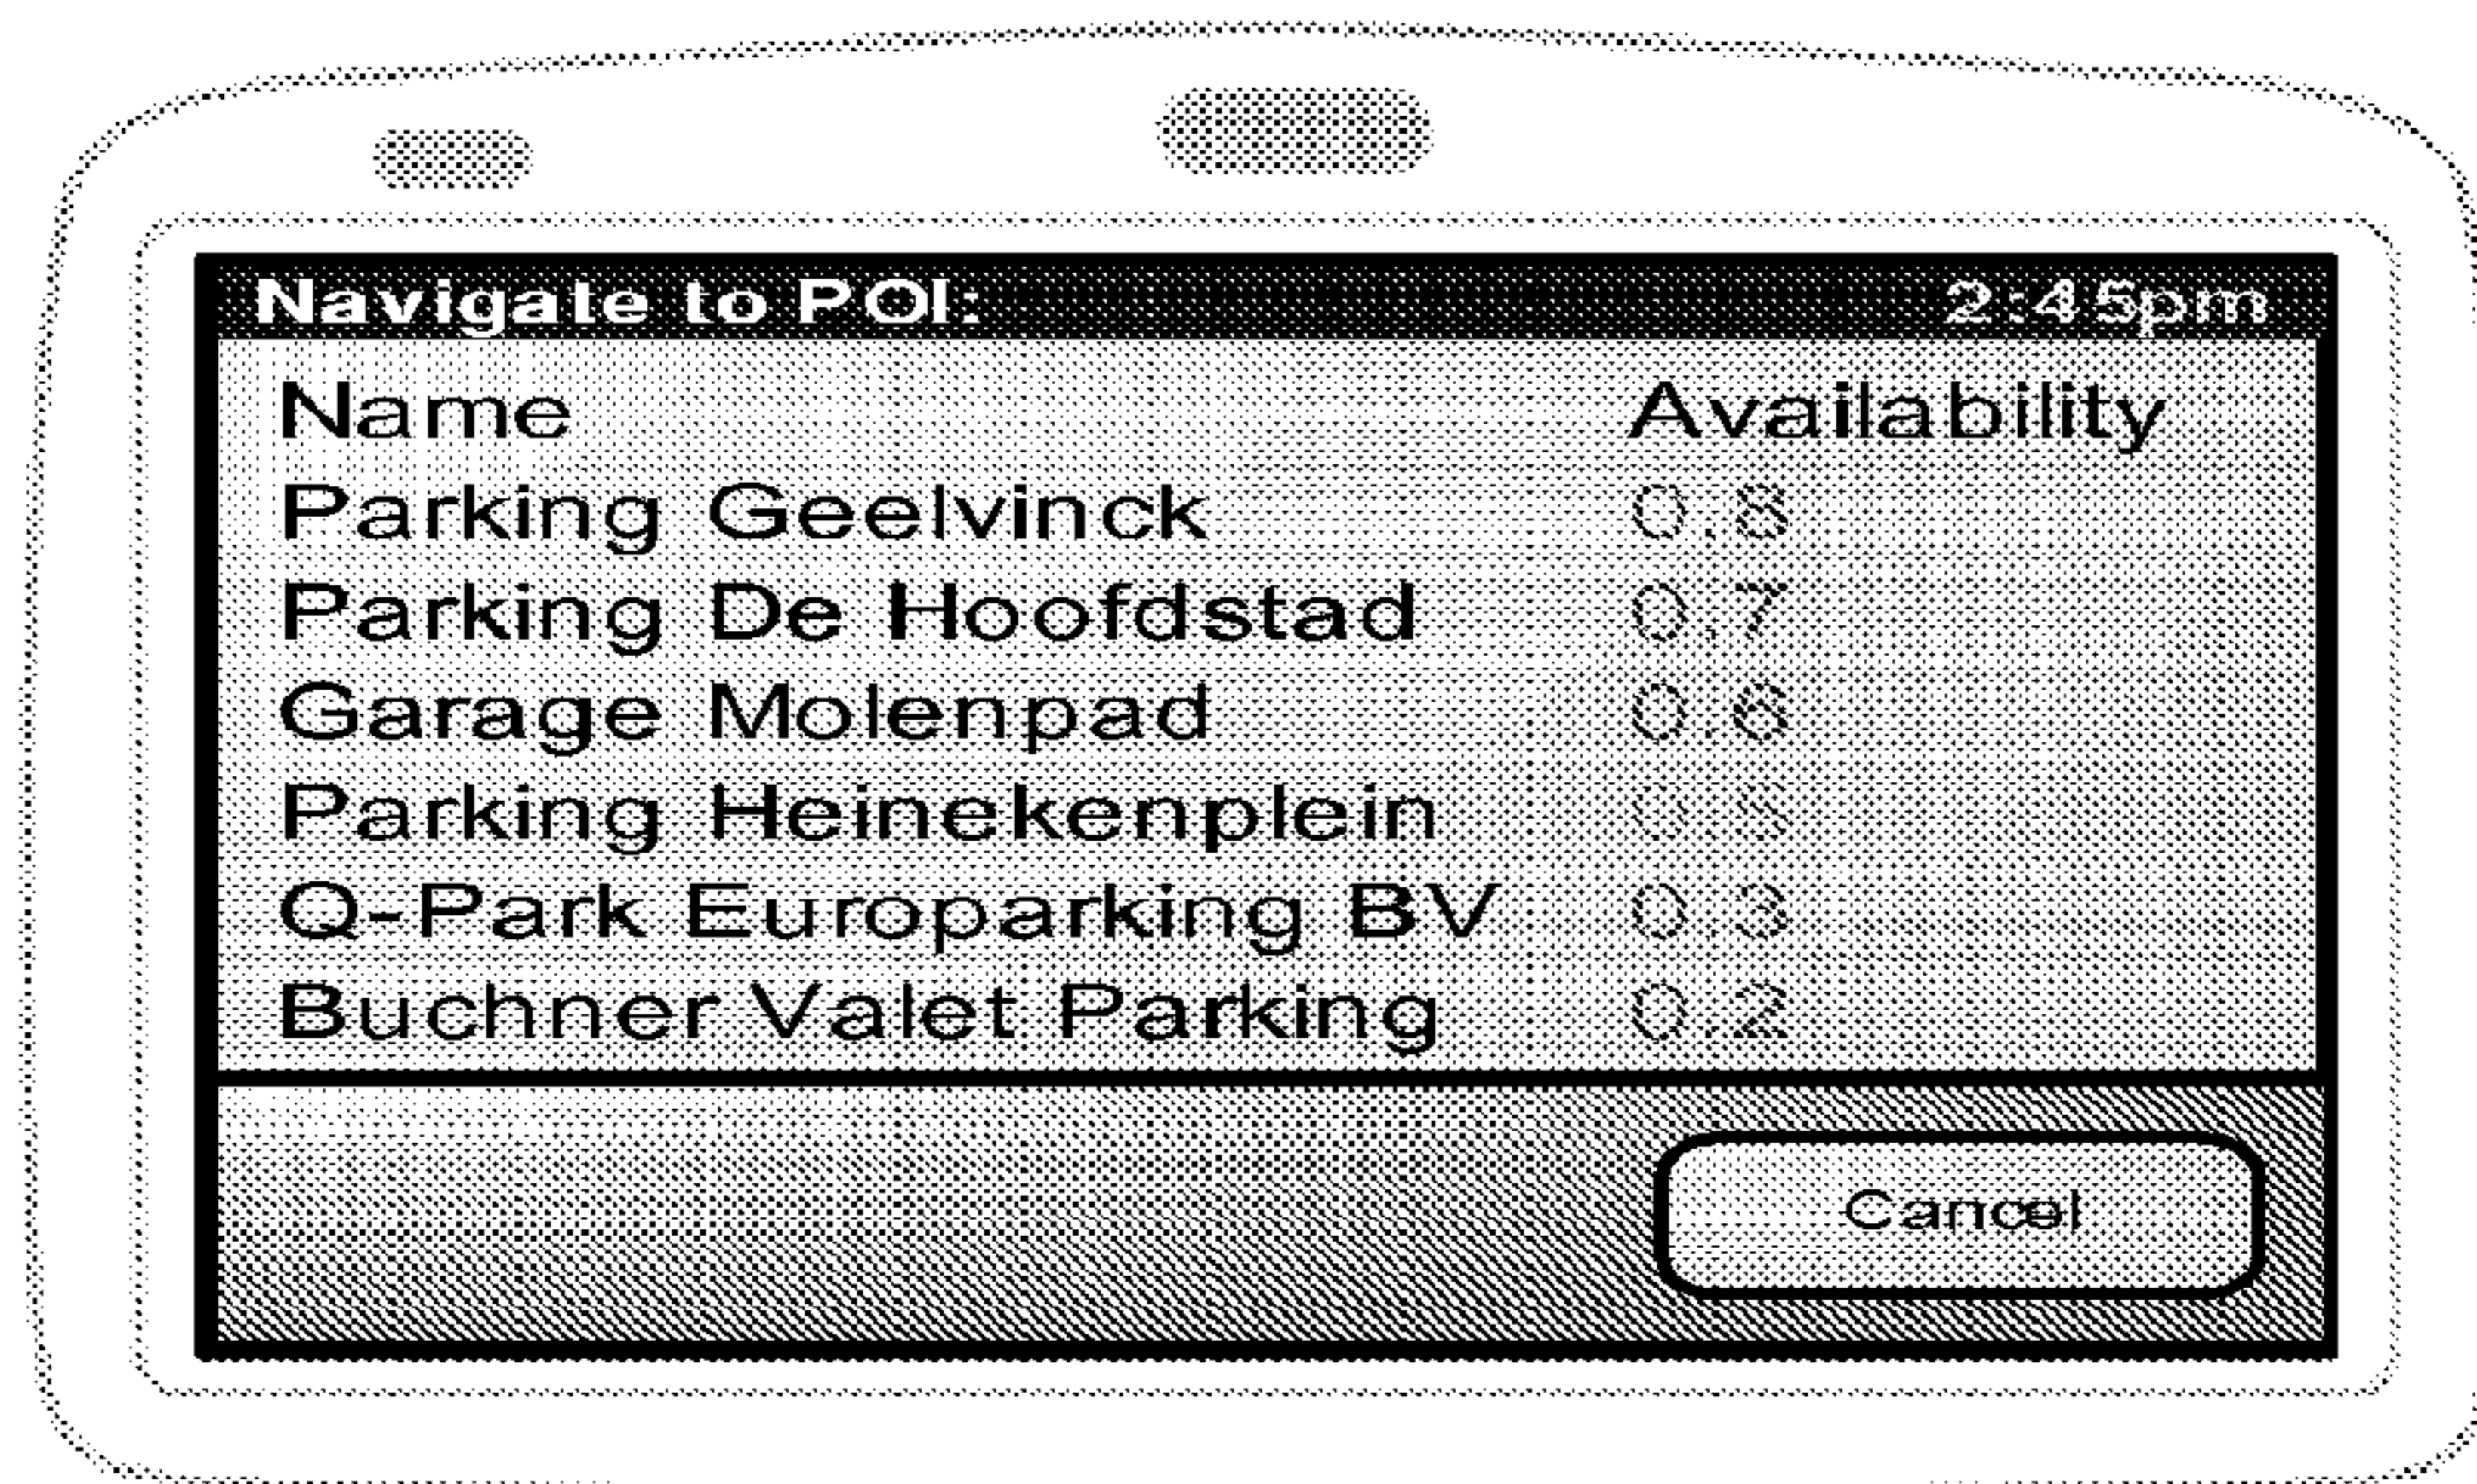 Navigate to POI: 2:45pm
Name Availability
Parking Geelvinck 0.8
Parking De Hoofdstad 0.7
Garage Molenpad 0.6
Parking Heinekenplein
Q-Park Europarking BV 0.3
Buchner Valet Parking 0.2
Cancel